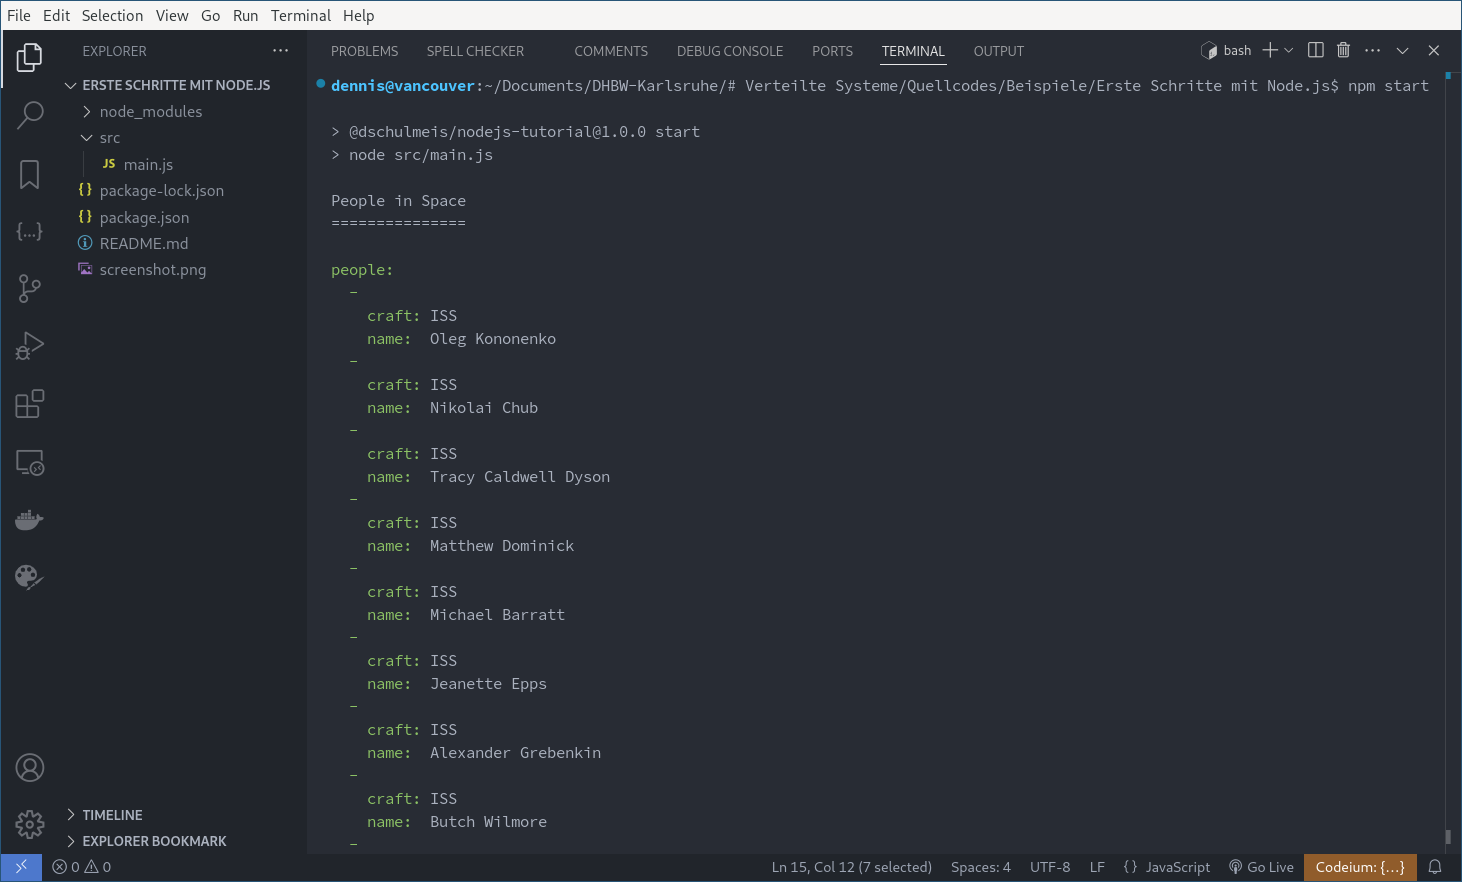 File Edit Selection View Go Run Terminal Help
EXPLORER ···
PROBLEMS SPELL CHECKER COMMENTS DEBUG CONSOLE PORTS TERMINAL OUTPUT
bash
ERSTE SCHRITTE MIT NODE.JS
node_modules
src
JS main.js
{} package-lock.json
{} package.json
README.md
screenshot.png
dennis@vancouver:~/Documents/DHBW-Karlsruhe/# Verteilte Systeme/Quellcodes/Beispiele/Erste Schritte mit Node.js$ npm start
> @dschulmeis/nodejs-tutorial@1.0.0 start
> node src/main.js
People in Space
===============
people:
-
craft: ISS
name: Oleg Kononenko
-
craft: ISS
name: Nikolai Chub
-
craft: ISS
name: Tracy Caldwell Dyson
-
craft: ISS
name: Matthew Dominick
-
craft: ISS
name: Michael Barratt
-
craft: ISS
name: Jeanette Epps
-
craft: ISS
name: Alexander Grebenkin
-
craft: ISS
name: Butch Wilmore
-
TIMELINE
EXPLORER BOOKMARK
0 0
Ln 15, Col 12 (7 selected) Spaces: 4 UTF-8 LF {} JavaScript Go Live Codeium: {...}